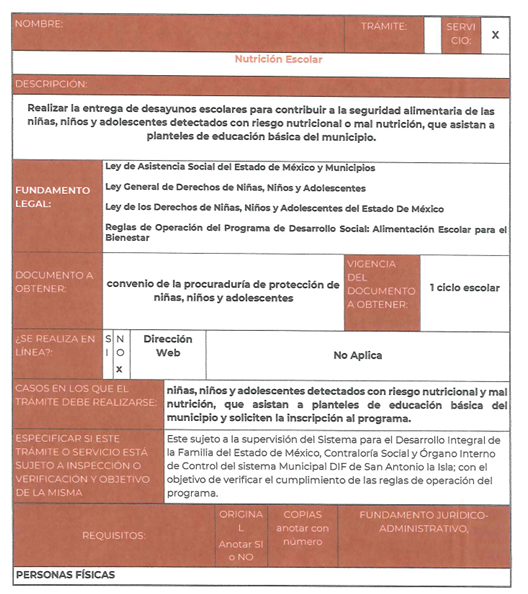 NOMBRE:
TRÁMITE:
SERVI
CIO:
X
Nutrición Escolar
DESCRIPCIÓN:
Realizar la entrega de desayunos escolares para contribuir a la seguridad alimentaria de las
niñas, niños y adolescentes detectados con riesgo nutricional o mal nutrición, que asistan a
planteles de educación básica del municipio.
FUNDAMENTO
LEGAL:
Ley de Asistencia Social del Estado de México y Municipios
Ley General de Derechos de Niñas, Niños y Adolescentes
Ley de los Derechos de Niñas, Niños y Adolescentes del Estado De México
Reglas de Operación del Programa de Desarrollo Social: Alimentación Escolar para el
Bienestar
DOCUMENTO A
OBTENER:
convenio de la procuraduría de protección de
niñas, niños y adolescentes
VIGENCIA
DEL
DOCUMENTO
A OBTENER:
1 ciclo escolar
¿SE REALIZA EN
LÍNEA?:
S
I
N
O
x
Dirección
Web
No Aplica
CASOS EN LOS QUE EL
TRÁMITE DEBE REALIZARSE:
niñas, niños y adolescentes detectados con riesgo nutricional y mal
nutrición, que asistan a planteles de educación básica del
municipio y soliciten la inscripción al programa.
ESPECIFICAR SI ESTE
TRÁMITE O SERVICIO ESTÁ
SUJETO A INSPECCIÓN O
VERIFICACIÓN Y OBJETIVO
DE LA MISMA
Este sujeto a la supervisión del Sistema para el Desarrollo Integral de
la Familia del Estado de México, Contraloría Social y Órgano Interno
de Control del sistema Municipal DIF de San Antonio la Isla; con el
objetivo de verificar el cumplimiento de las reglas de operación del
programa.
REQUISITOS:
ORIGINA
L
Anotar SI
o NO
COPIAS
anotar con
número
FUNDAMENTO JURÍDICO-
ADMINISTRATIVO,
PERSONAS FÍSICAS